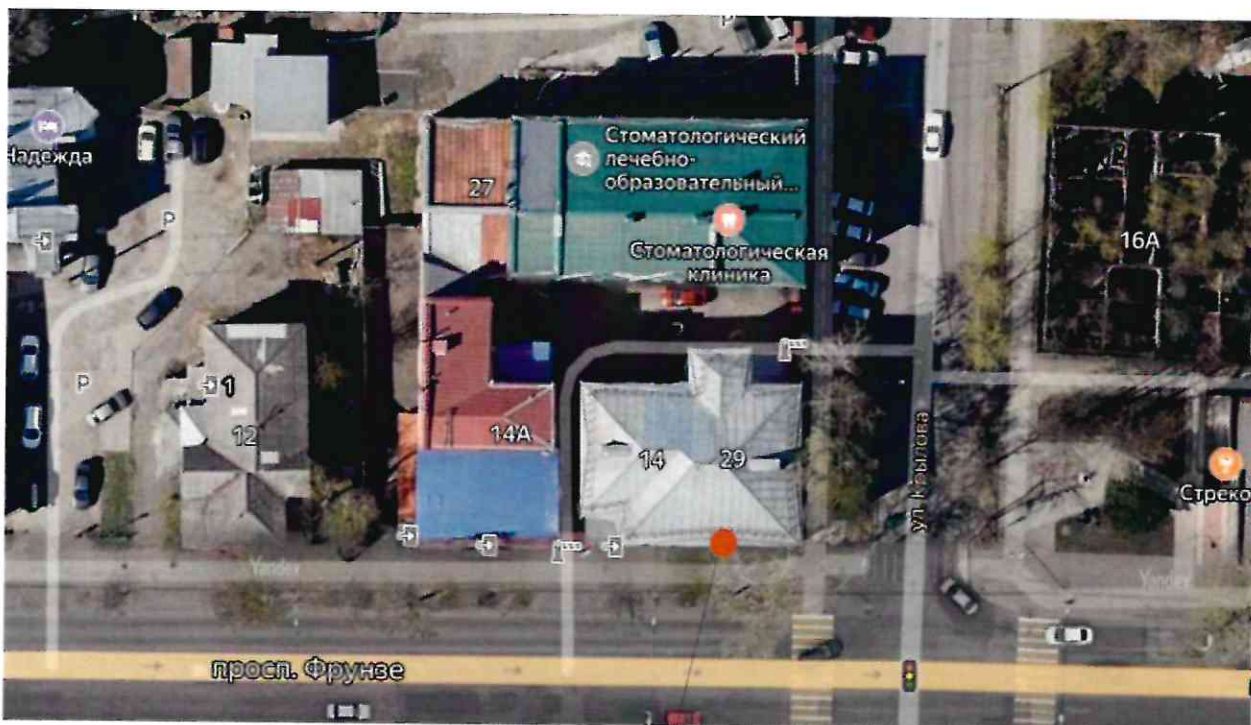 P
Надежда
Стоматологический
лечебно-
образовательный...
27
P
Стоматологическая
клиника
16А
P
1
12
14А
14
29
ул. Крылова
Стреко
Yandex
Yandex
просп. Фрунзе